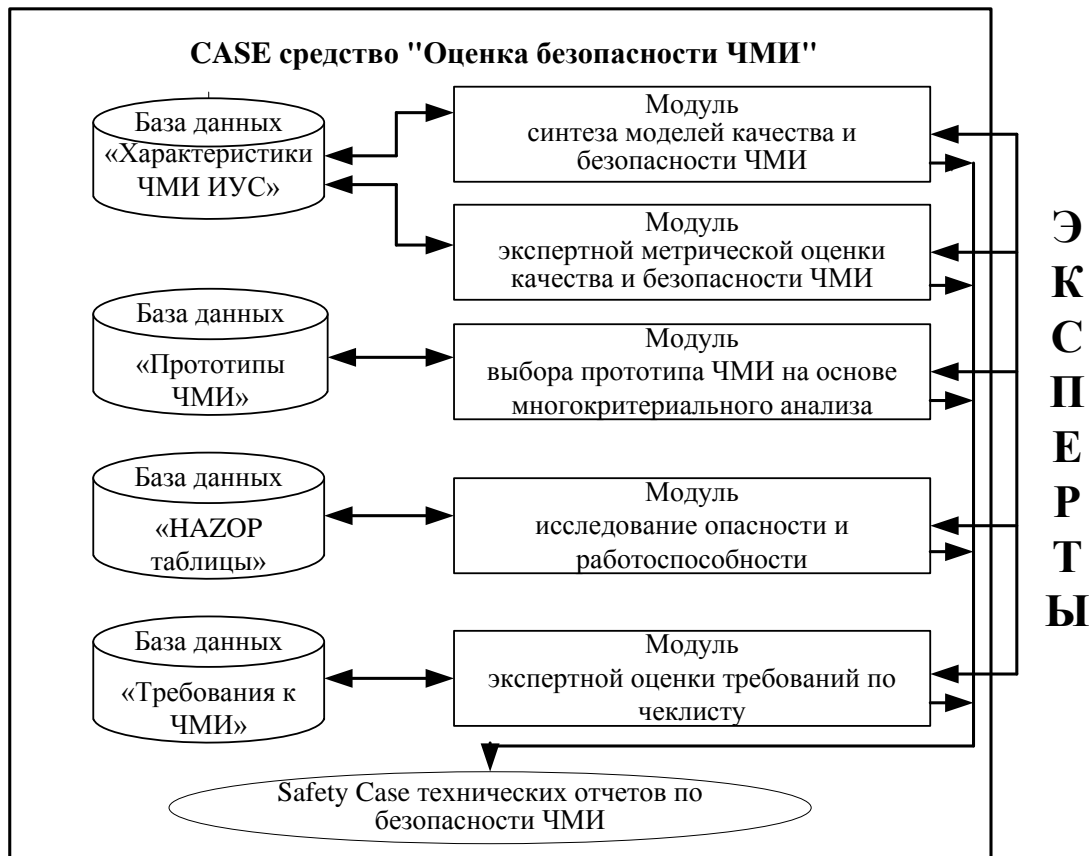 CASE средство "Оценка безопасности ЧМИ"
База данных
«Характеристики
ЧМИ ИУС»
Модуль
синтеза моделей качества и
безопасности ЧМИ
Модуль
экспертной метрической оценки
качества и безопасности ЧМИ
База данных
«Прототипы
ЧМИ»
Модуль
выбора прототипа ЧМИ на основе
многокритериального анализа
База данных
«HAZOP
таблицы»
Модуль
исследование опасности и
работоспособности
База данных
«Требования к
ЧМИ»
Модуль
экспертной оценки требований по
чеклисту
Safety Case технических отчетов по
безопасности ЧМИ
Э
К
С
П
Е
Р
Т
Ы